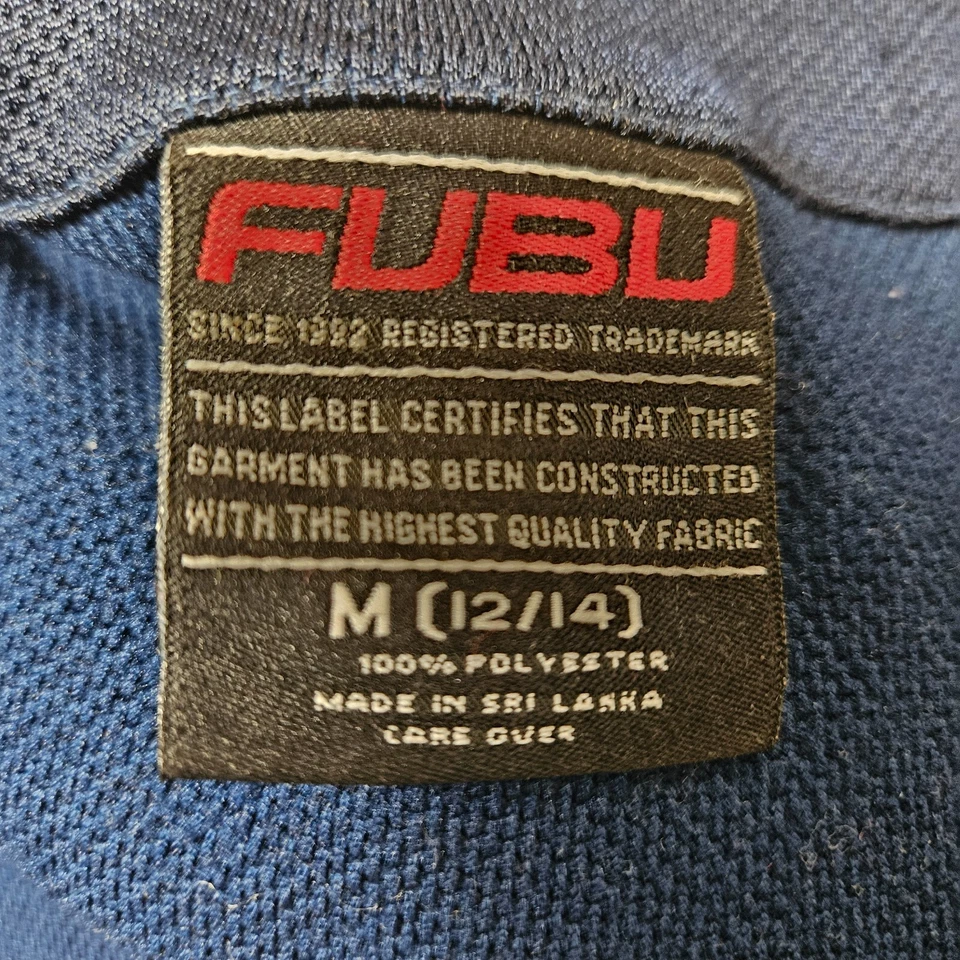 FUBU
SINCE 1992 REGISTERED TRADEMARK
THIS LABEL CERTIFIES THAT THIS
GARMENT HAS BEEN CONSTRUCTED
WITH THE HIGHEST QUALITY FABRIC
M (12/14)
100% POLYESTER
MADE IN SRI LANKA
CARE OVER